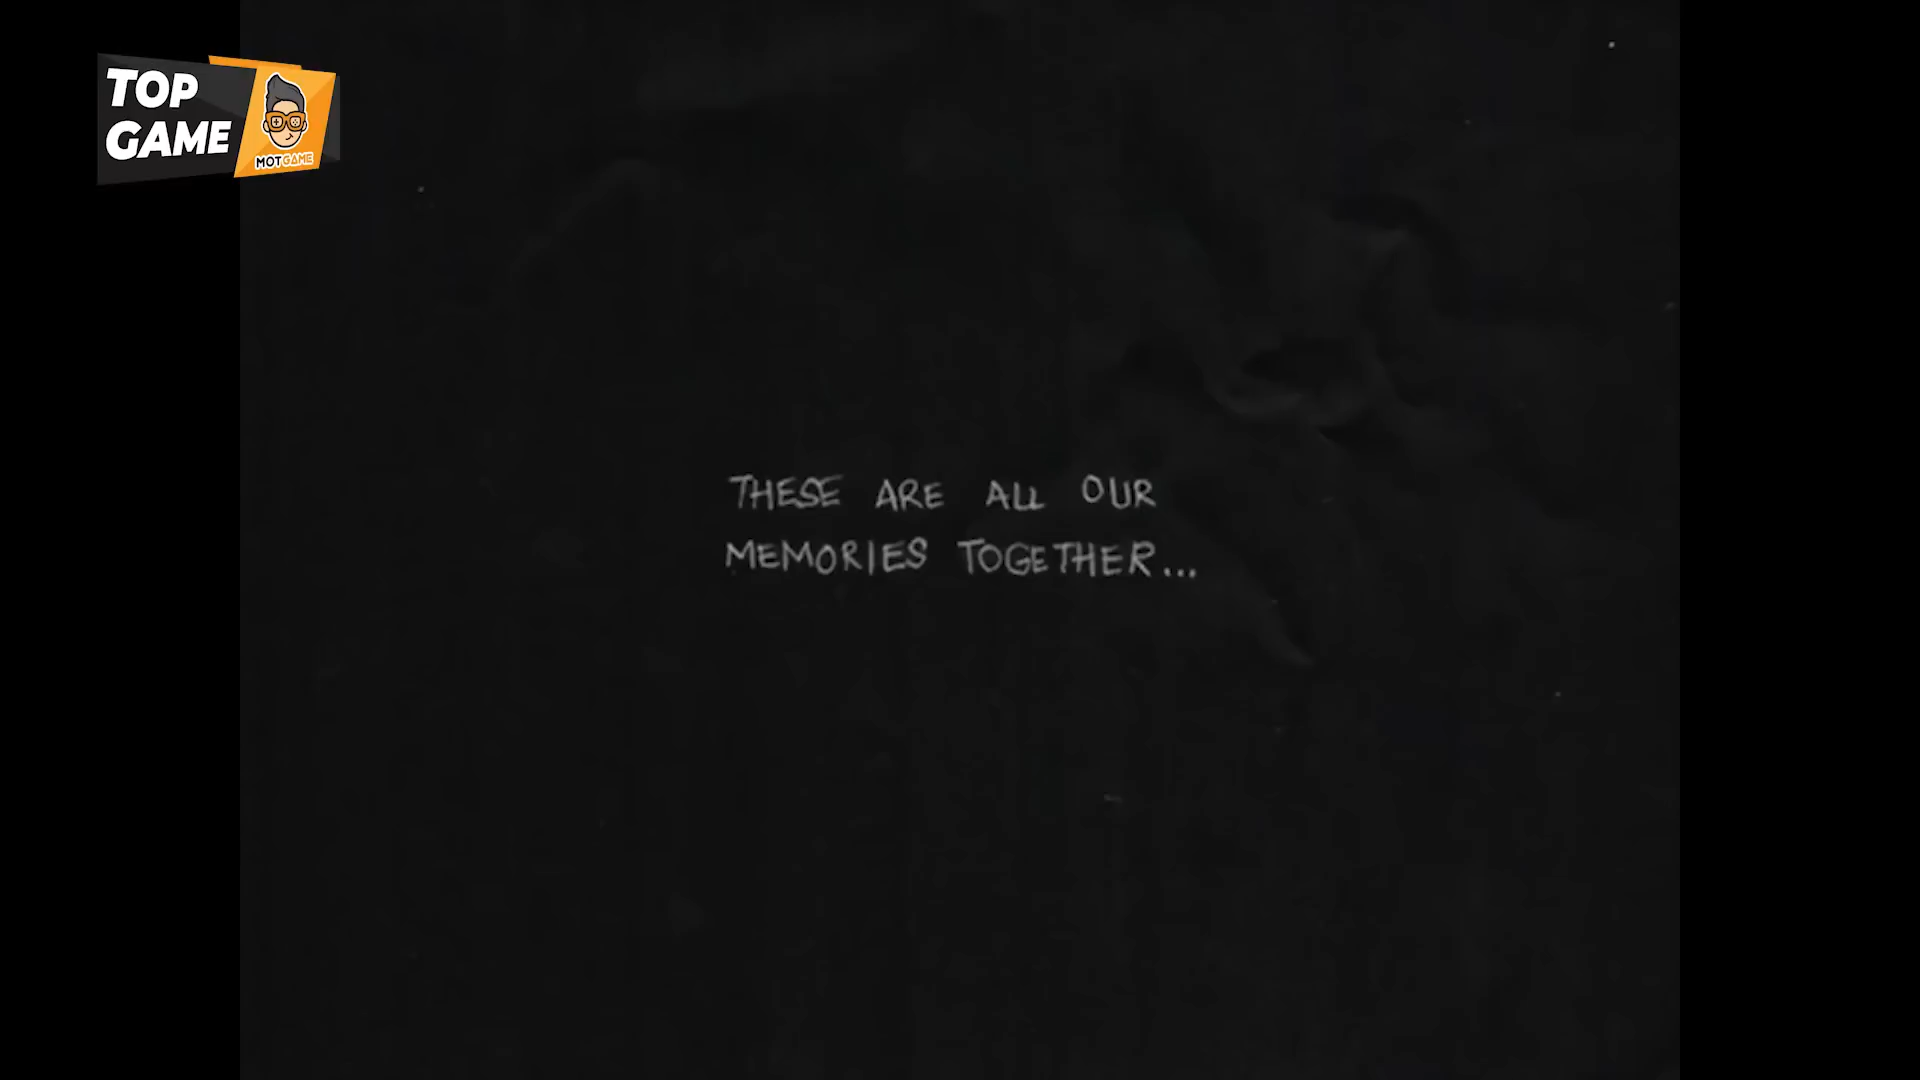 TOP
GAME
MOTGAME
THESE ARE ALL OUR
MEMORIES TOGETHER...